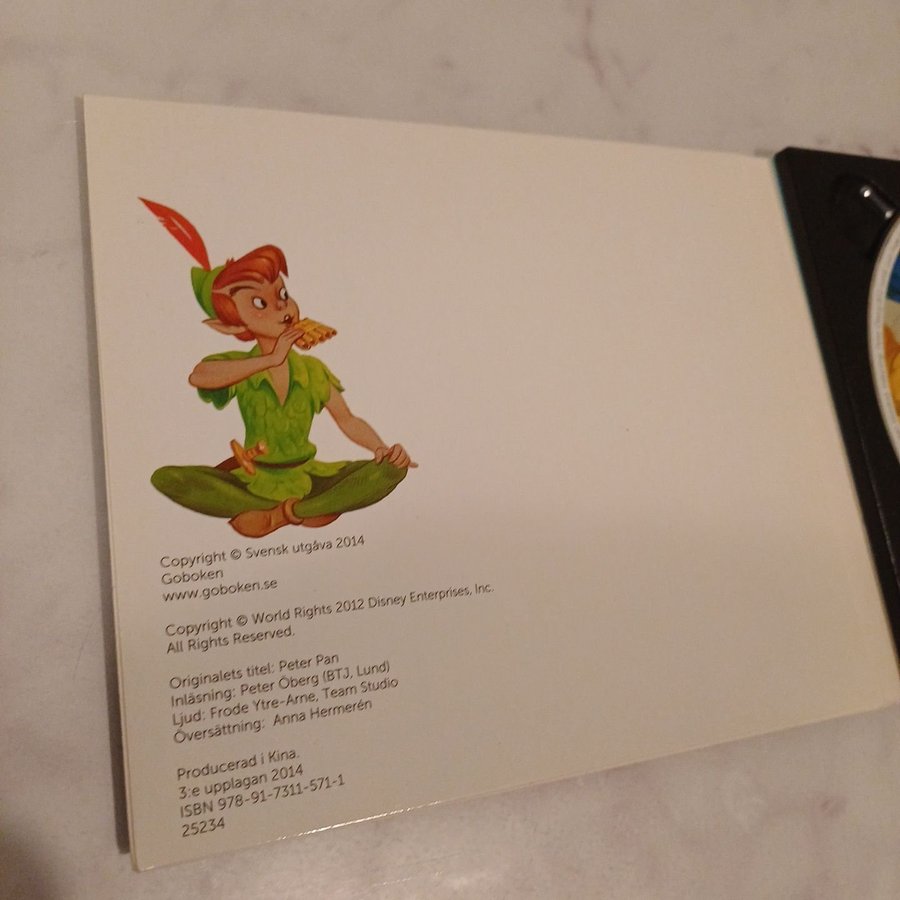 Copyright © Svensk utgåva 2014
Goboken
www.goboken.se
Copyright © World Rights 2012 Disney Enterprises, Inc.
All Rights Reserved.
Originalets titel: Peter Pan
Inläsning: Peter Öberg (BTJ, Lund)
Ljud: Frode Ytre-Arne, Team Studio
Översättning: Anna Hermerén
Producerad i Kina.
3:e upplagan 2014
ISBN 978-91-7311-571-1
25234